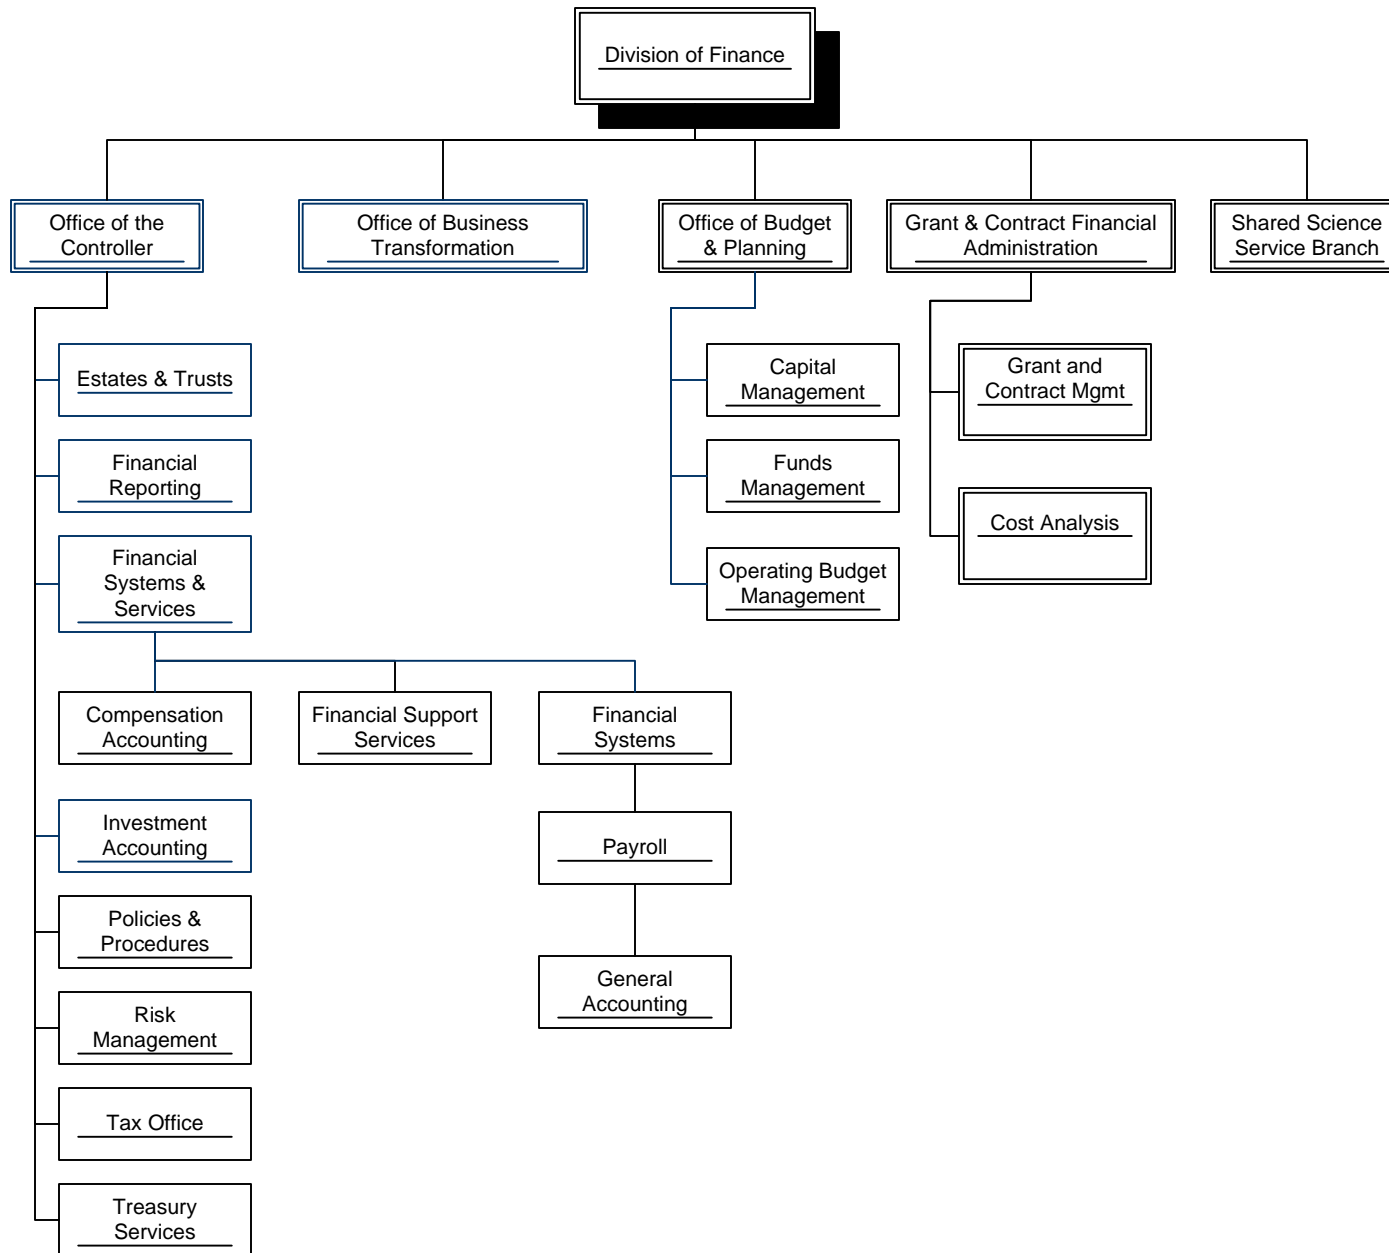 Division of Finance
Office of the
Controller
Office of Business
Transformation
Office of Budget
& Planning
Grant & Contract Financial
Administration
Shared Science
Service Branch
Estates & Trusts
Financial
Reporting
Financial
Systems &
Services
Compensation
Accounting
Financial Support
Services
Financial
Systems
Payroll
General
Accounting
Investment
Accounting
Policies &
Procedures
Risk
Management
Tax Office
Treasury
Services
Capital
Management
Funds
Management
Operating Budget
Management
Grant and
Contract Mgmt
Cost Analysis